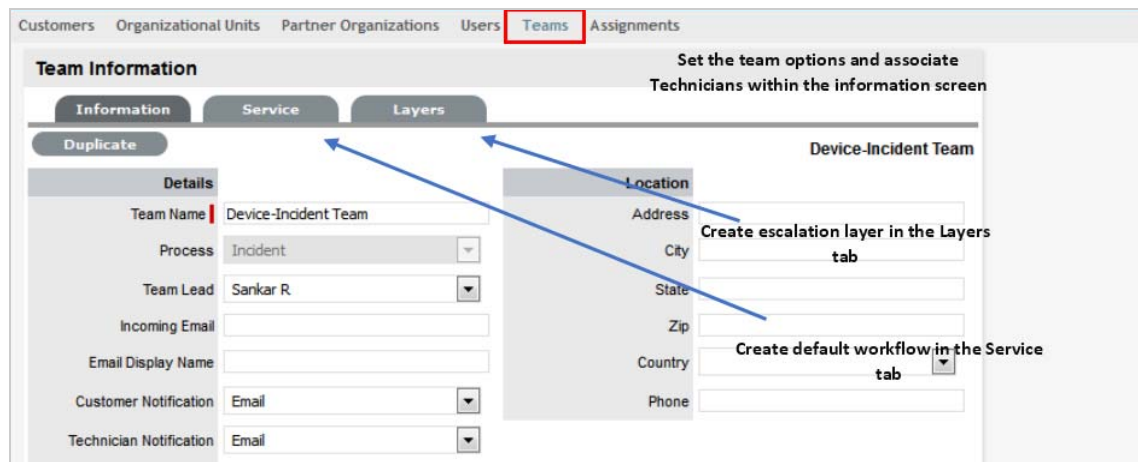 Customers Organizational Units Partner Organizations Users Teams Assignments
Team Information
Set the team options and associate
Technicians within the information screen
Information Service Layers
Duplicate
Device-Incident Team
Details
Team Name Device-Incident Team
Process Incident
Team Lead Sankar R
Incoming Email
Email Display Name
Customer Notification Email
Technician Notification Email
Location
Address
Create escalation layer in the Layers
tab
City
State
Zip
Create default workflow in the Service
tab
Country
Phone